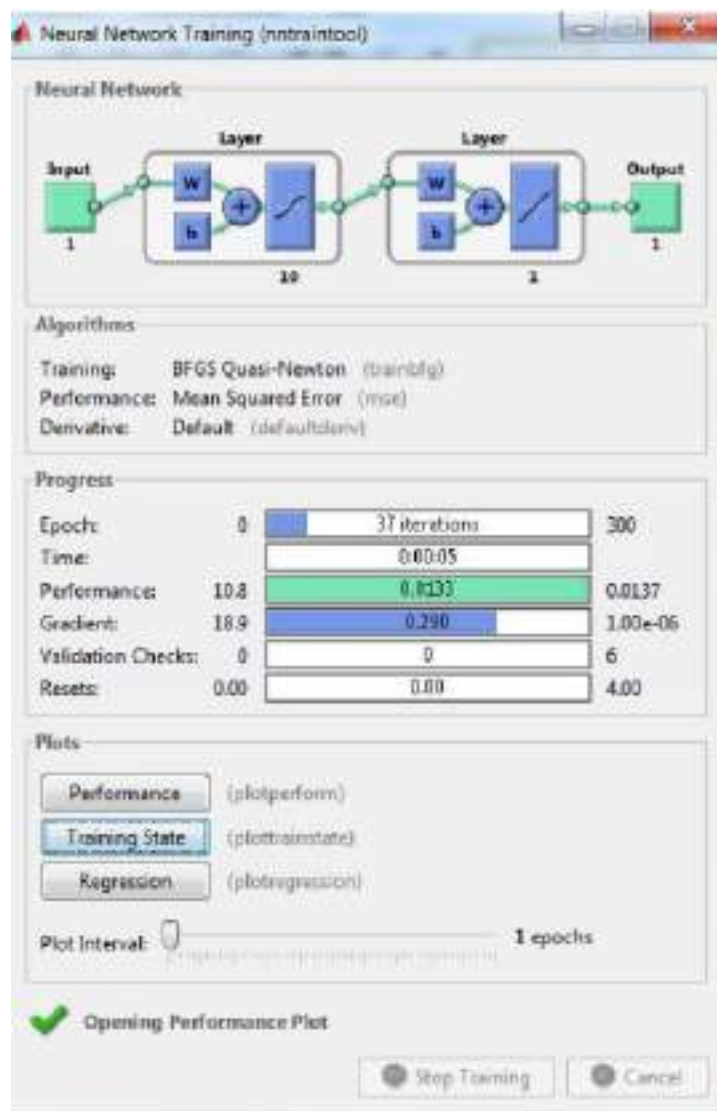 Neural Network Training (nntraintool)
Neural Network
Layer
Layer
Input
Output
W
b
W
b
1
10
1
1
Algorithms
Training: BFGS Quasi-Newton (trainbfg)
Performance: Mean Squared Error (mse)
Derivative: Default (defaultderiv)
Progress
Epoch: 0 37 iterations 300
Time: 0:00:05
Performance: 10.8 0.0133 0.0137
Gradient: 18.9 0.290 1.00e-06
Validation Checks: 0 0 6
Resets: 0.00 0.00 4.00
Plots
Performance (plotperform)
Training State (plottrainstate)
Regression (plotregression)
Plot Interval: 1 epochs
Opening Performance Plot
Stop Training Cancel